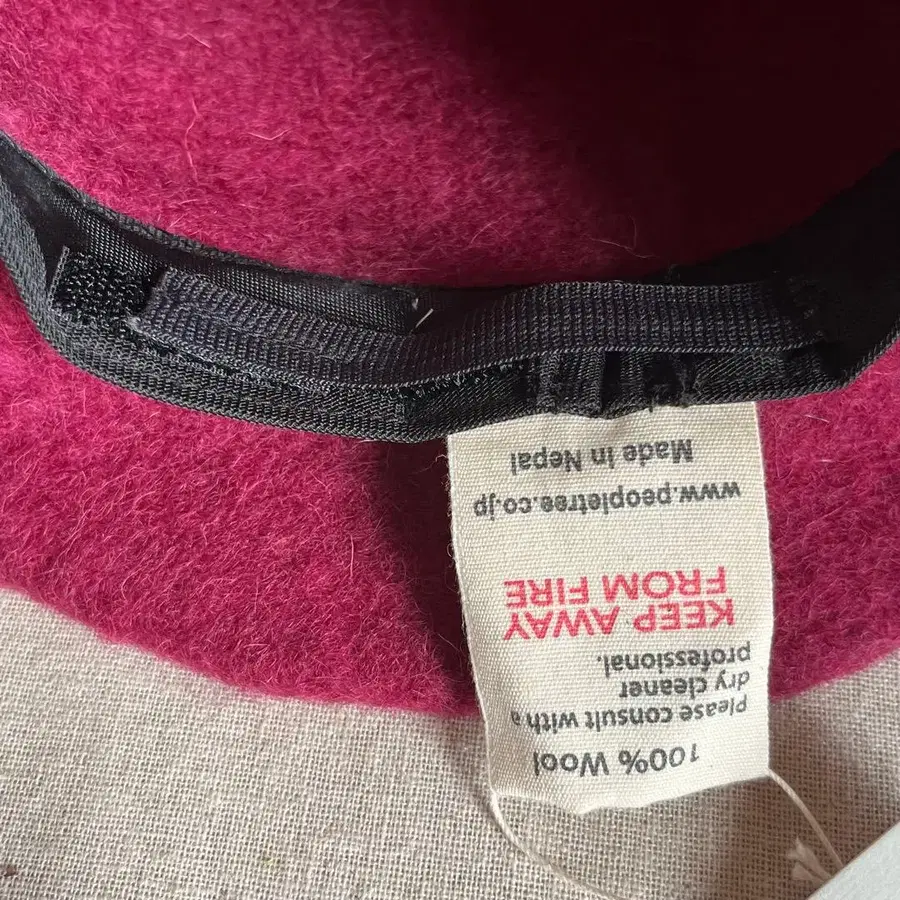 100% Wool
Please consult with a
dry cleaner
professional.
KEEP AWAY
FROM FIRE
www.peopletree.co.jp
Made in Nepal